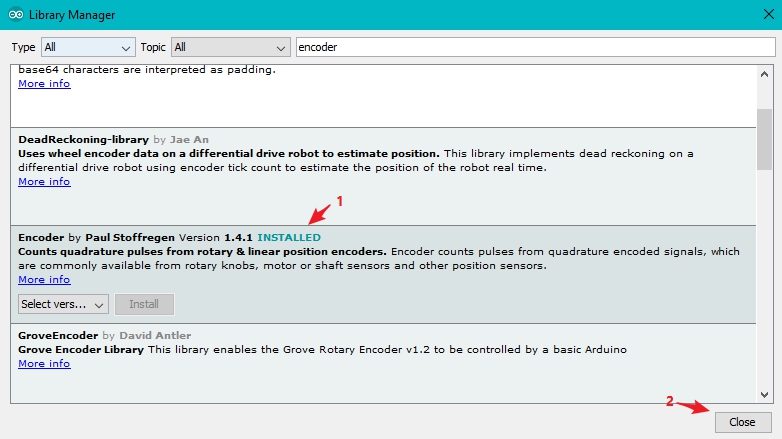 Library Manager
Type All Topic All encoder
base64 characters are interpreted as padding.
More info
DeadReckoning-library by Jae An
Uses wheel encoder data on a differential drive robot to estimate position. This library implements dead reckoning on a
differential drive robot using encoder tick count to estimate the position of the robot real time.
More info
1
Encoder by Paul Stoffregen Version 1.4.1 INSTALLED
Counts quadrature pulses from rotary & linear position encoders. Encoder counts pulses from quadrature encoded signals, which
are commonly available from rotary knobs, motor or shaft sensors and other position sensors.
More info
Select vers... Install
GroveEncoder by David Antler
Grove Encoder Library This library enables the Grove Rotary Encoder v1.2 to be controlled by a basic Arduino
More info
2
Close